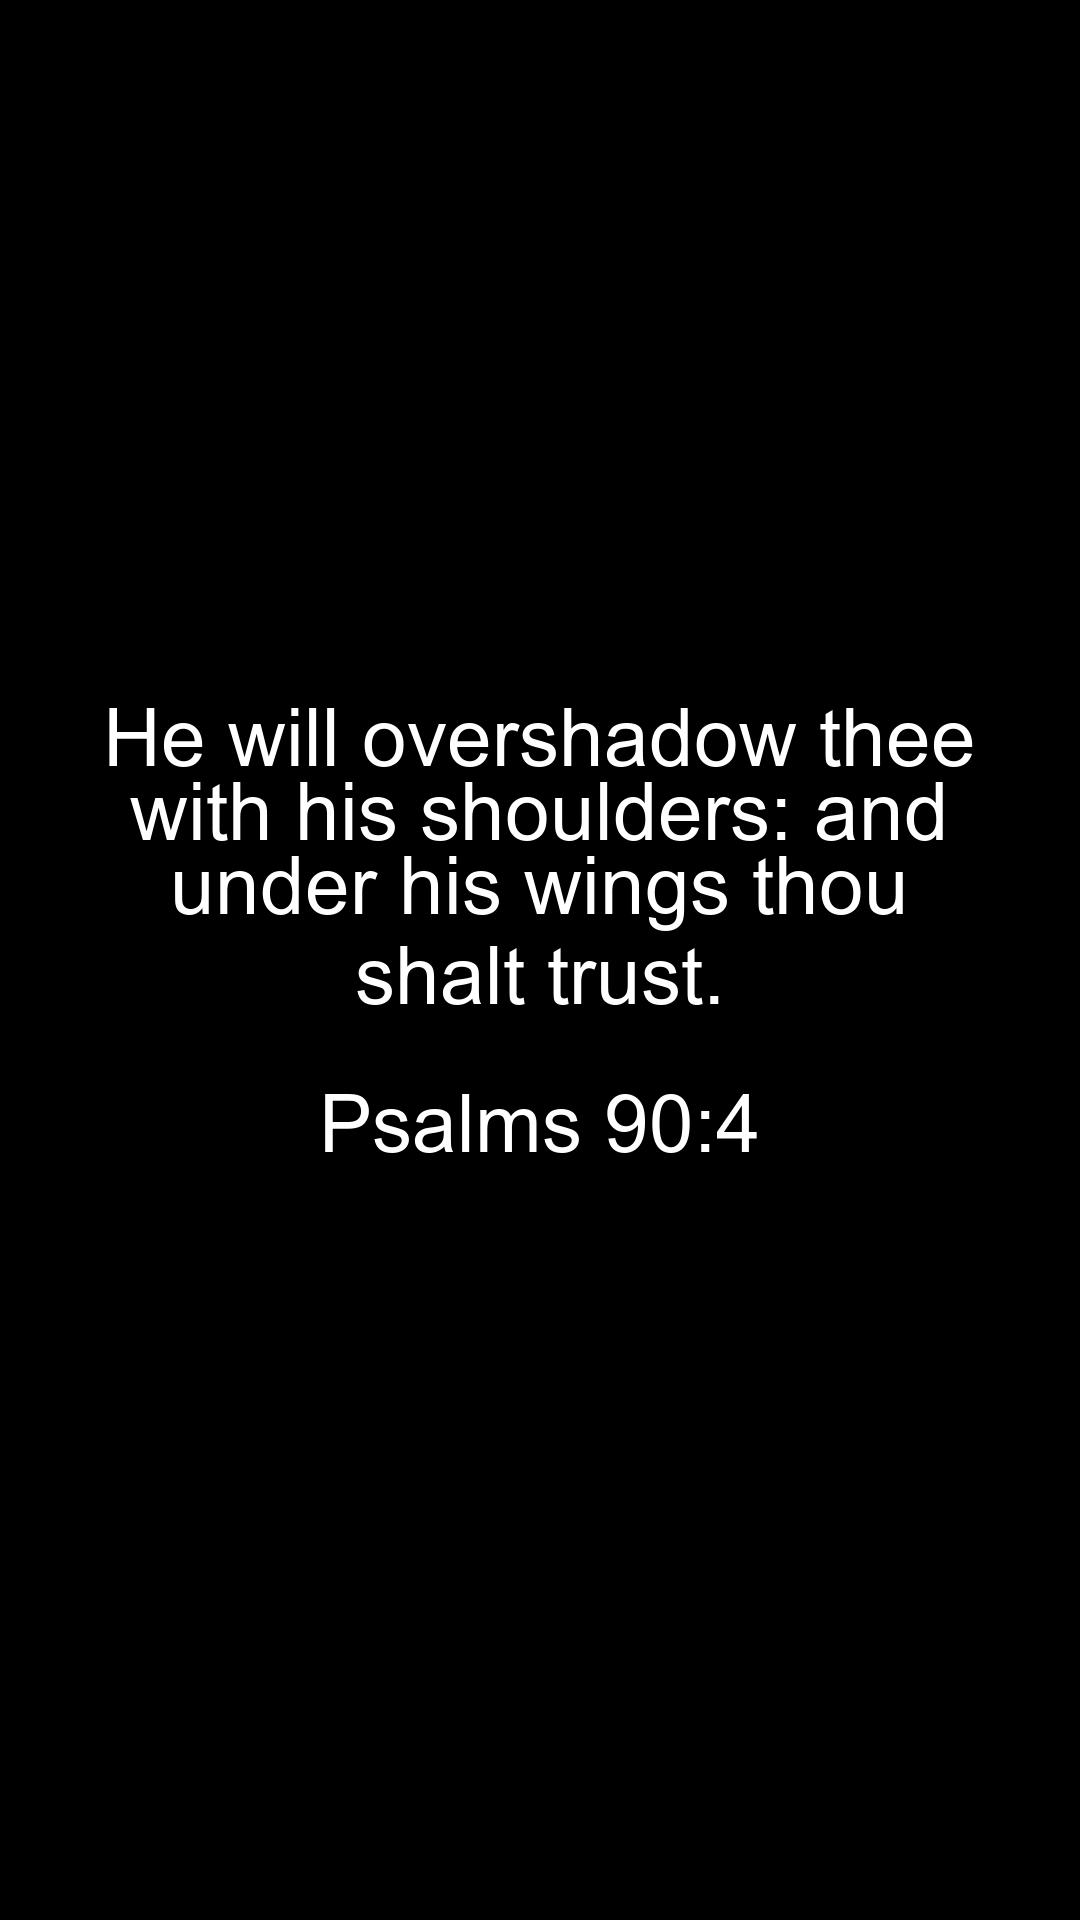 He will overshadow thee
with his shoulders: and
under his wings thou
shalt trust.
Psalms 90:4